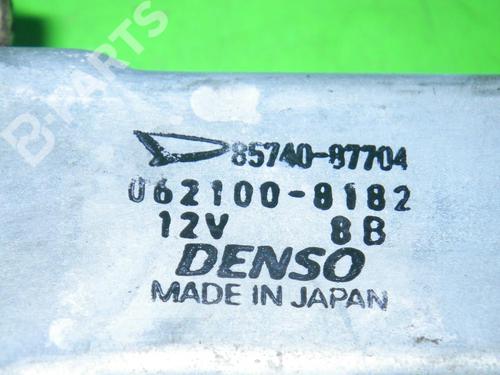 B-PARTS
85740-87704
062100-8182
12V 8B
DENSO
MADE IN JAPAN